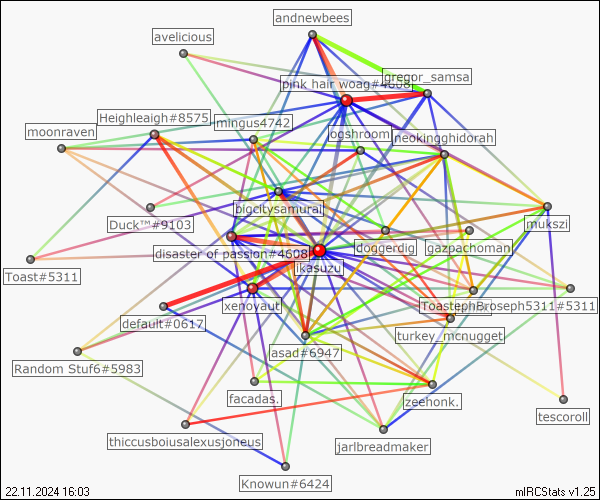 andnewbees
avelicious
gregor_samsa
pink hair woag#4608
Heighleaigh#8575
mingus4742
moonraven
ogshroom
neokingghidorah
bigcitysamurai
Duck™#9103
mukszi
doggerdig
gazpachoman
disaster of passion#4608
ikasuzu
Toast#5311
xenoyaut
ToastephBroseph5311#5311
default#0617
turkey_mcnugget
asad#6947
Random Stuf6#5983
facadas.
zeehonk.
tescoroll
thiccusboiusalexusjoneus
jarlbreadmaker
Knowun#6424
22.11.2024 16:03
mIRCStats v1.25